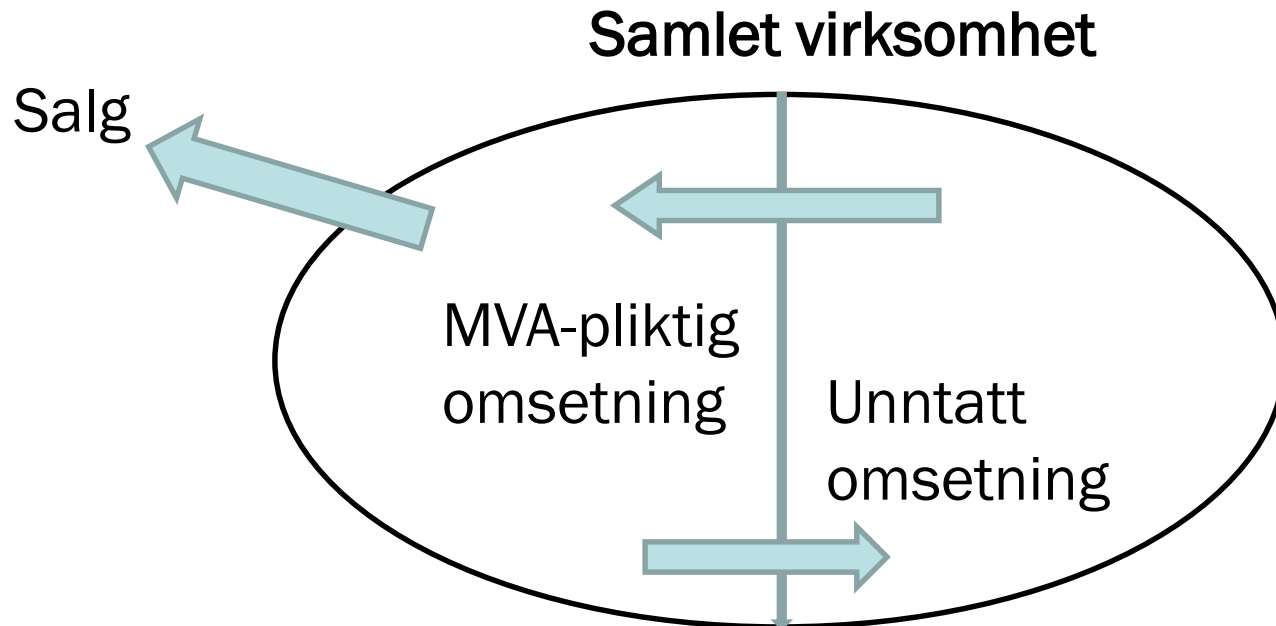 Samlet virksomhet
Salg
MVA-pliktig
omsetning
Unntatt
omsetning